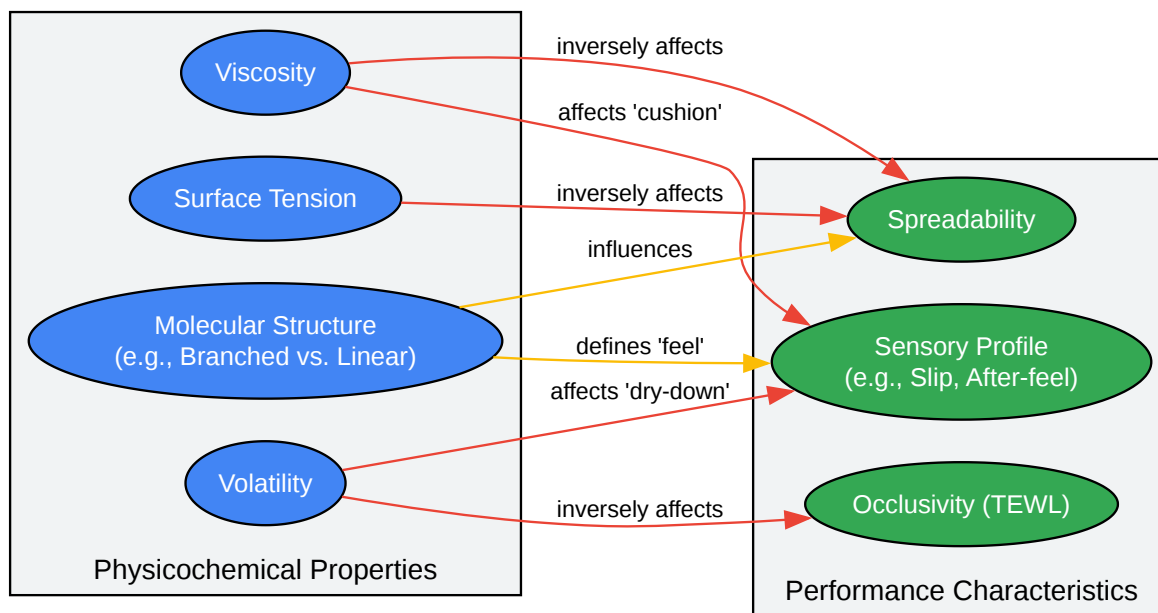 Viscosity
Surface Tension
Molecular Structure
(e.g., Branched vs. Linear)
Volatility
Physicochemical Properties
inversely affects
affects 'cushion'
inversely affects
influences
defines 'feel'
affects 'dry-down'
inversely affects
Spreadability
Sensory Profile
(e.g., Slip, After-feel)
Occlusivity (TEWL)
Performance Characteristics